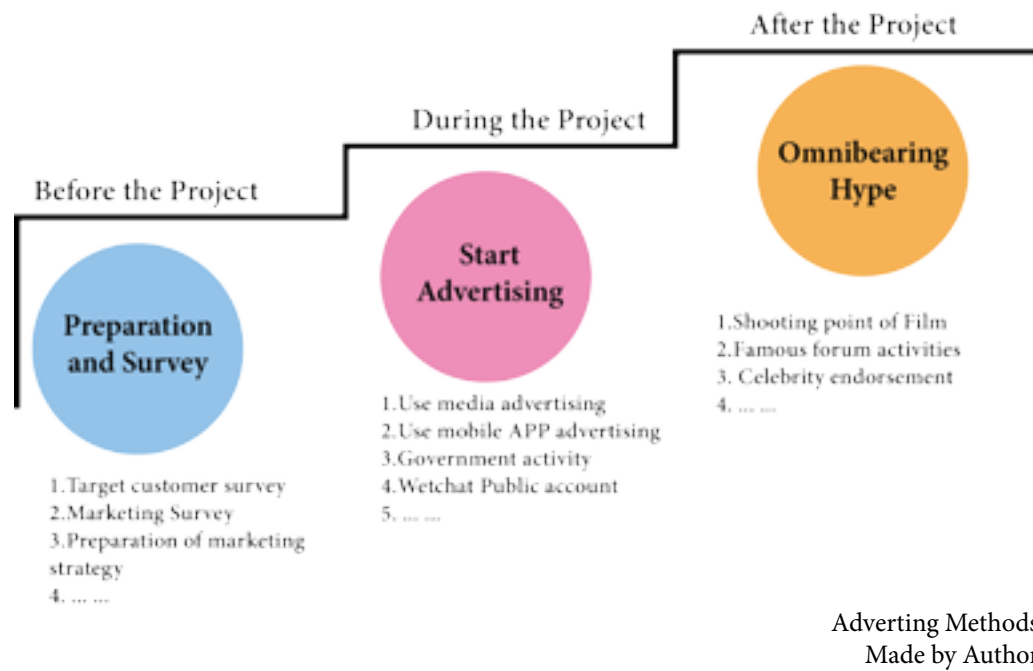 Before the Project
Preparation
and Survey
1.Target customer survey
2.Marketing Survey
3.Preparation of marketing
strategy
4. ... ...
During the Project
Start
Advertising
1.Use media advertising
2.Use mobile APP advertising
3.Government activity
4.Wetchat Public account
5. ... ...
After the Project
Omnibearing
Hype
1.Shooting point of Film
2.Famous forum activities
3. Celebrity endorsement
4. ... ...
Adverting Methods
Made by Author